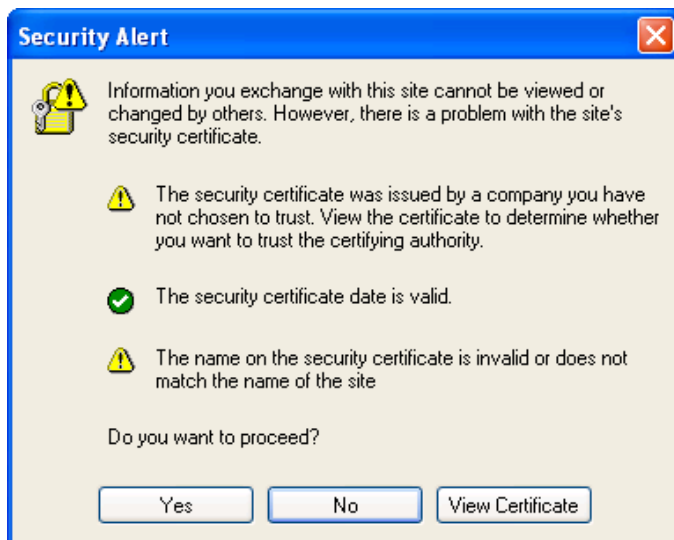 Security Alert
Information you exchange with this site cannot be viewed or
changed by others. However, there is a problem with the site's
security certificate.
The security certificate was issued by a company you have
not chosen to trust. View the certificate to determine whether
you want to trust the certifying authority.
The security certificate date is valid.
The name on the security certificate is invalid or does not
match the name of the site
Do you want to proceed?
Yes No View Certificate